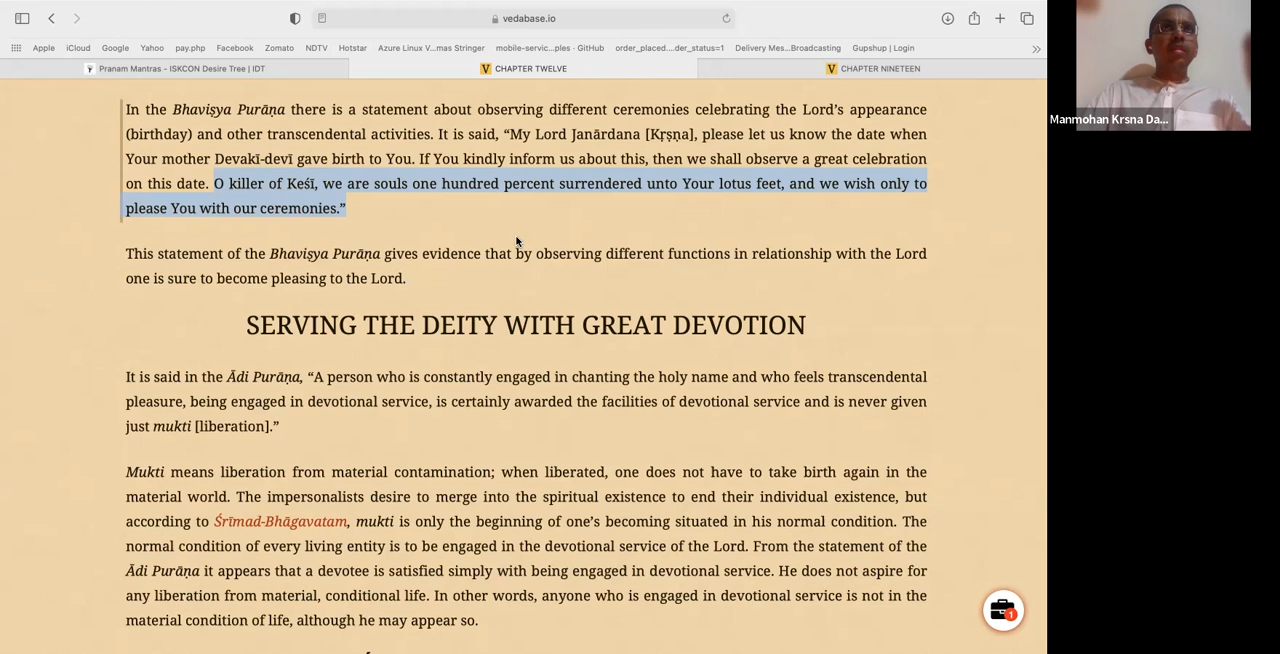 vedabase.io
Apple iCloud Google Yahoo pay.php Facebook Zomato NDTV Hotstar Azure Linux V...mas Stringer mobile-servic...ples · GitHub order_placed....der_status=1 Delivery Mes...Broadcasting Gupshup | Login
Pranam Mantras - ISKCON Desire Tree | IDT
V CHAPTER TWELVE
V CHAPTER NINETEEN
Manmohan Krsna Da...
In the Bhaviṣya Purāṇa there is a statement about observing different ceremonies celebrating the Lord’s appearance
(birthday) and other transcendental activities. It is said, “My Lord Janārdana [Kṛṣṇa], please let us know the date when
Your mother Devakī-devī gave birth to You. If You kindly inform us about this, then we shall observe a great celebration
on this date. O killer of Keśī, we are souls one hundred percent surrendered unto Your lotus feet, and we wish only to
please You with our ceremonies.”
This statement of the Bhaviṣya Purāṇa gives evidence that by observing different functions in relationship with the Lord
one is sure to become pleasing to the Lord.
SERVING THE DEITY WITH GREAT DEVOTION
It is said in the Ādi Purāṇa, “A person who is constantly engaged in chanting the holy name and who feels transcendental
pleasure, being engaged in devotional service, is certainly awarded the facilities of devotional service and is never given
just mukti [liberation].”
Mukti means liberation from material contamination; when liberated, one does not have to take birth again in the
material world. The impersonalists desire to merge into the spiritual existence to end their individual existence, but
according to Śrīmad-Bhāgavatam, mukti is only the beginning of one’s becoming situated in his normal condition. The
normal condition of every living entity is to be engaged in the devotional service of the Lord. From the statement of the
Ādi Purāṇa it appears that a devotee is satisfied simply with being engaged in devotional service. He does not aspire for
any liberation from material, conditional life. In other words, anyone who is engaged in devotional service is not in the
material condition of life, although he may appear so.
1